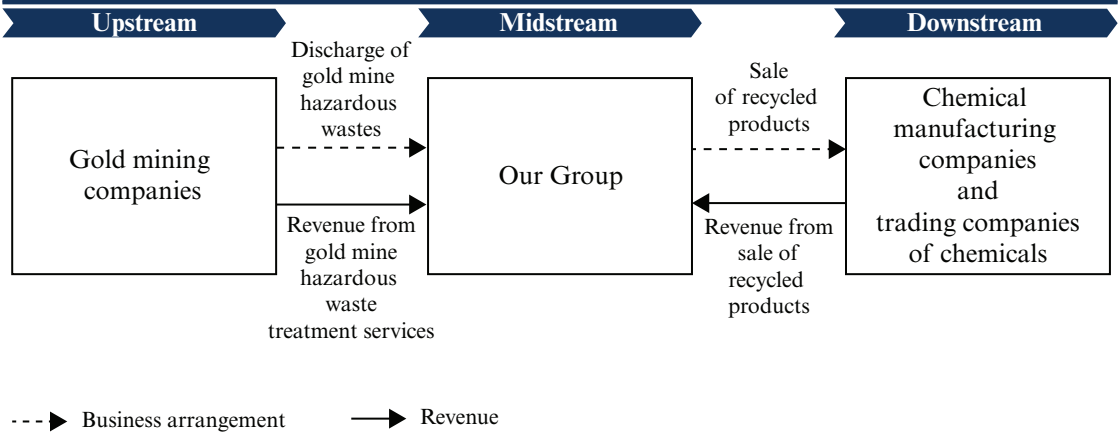 Upstream
Midstream
Downstream
Discharge of
gold mine
hazardous
wastes
Sale
of recycled
products
Gold mining
companies
Our Group
Chemical
manufacturing
companies
and
trading companies
of chemicals
Revenue from
gold mine
hazardous
waste
treatment services
Revenue from
sale of
recycled
products
Business arrangement
Revenue